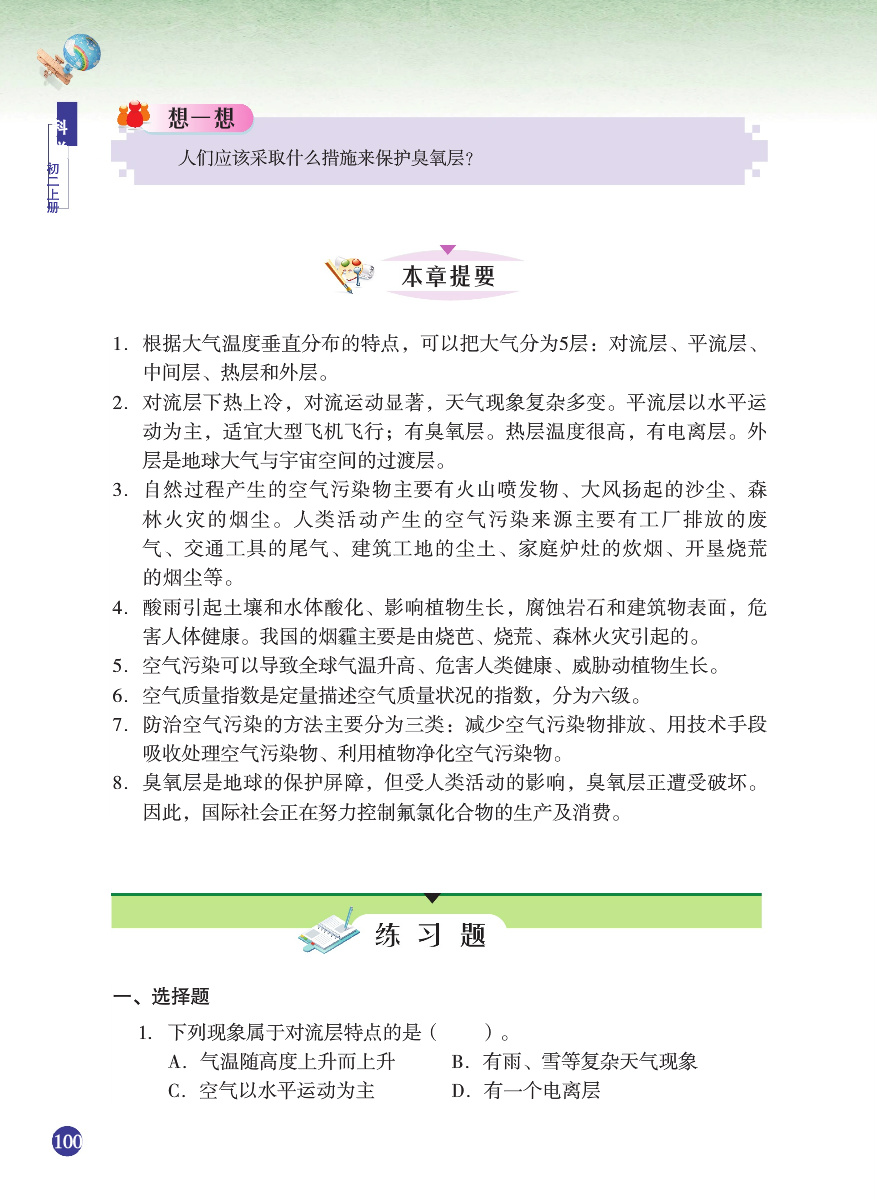 科
初二上册
想一想
人们应该采取什么措施来保护臭氧层？
本章提要
1. 根据大气温度垂直分布的特点，可以把大气分为5层：对流层、平流层、
中间层、热层和外层。
2. 对流层下热上冷，对流运动显著，天气现象复杂多变。平流层以水平运
动为主，适宜大型飞机飞行；有臭氧层。热层温度很高，有电离层。外
层是地球大气与宇宙空间的过渡层。
3. 自然过程产生的空气污染物主要有火山喷发物、大风扬起的沙尘、森
林火灾的烟尘。人类活动产生的空气污染来源主要有工厂排放的废
气、交通工具的尾气、建筑工地的尘土、家庭炉灶的炊烟、开垦烧荒
的烟尘等。
4. 酸雨引起土壤和水体酸化、影响植物生长，腐蚀岩石和建筑物表面，危
害人体健康。我国的烟霾主要是由烧芭、烧荒、森林火灾引起的。
5. 空气污染可以导致全球气温升高、危害人类健康、威胁动植物生长。
6. 空气质量指数是定量描述空气质量状况的指数，分为六级。
7. 防治空气污染的方法主要分为三类：减少空气污染物排放、用技术手段
吸收处理空气污染物、利用植物净化空气污染物。
8. 臭氧层是地球的保护屏障，但受人类活动的影响，臭氧层正遭受破坏。
因此，国际社会正在努力控制氟氯化合物的生产及消费。
练 习 题
一、选择题
1. 下列现象属于对流层特点的是（　　）。
A. 气温随高度上升而上升　　B. 有雨、雪等复杂天气现象
C. 空气以水平运动为主　　D. 有一个电离层
100